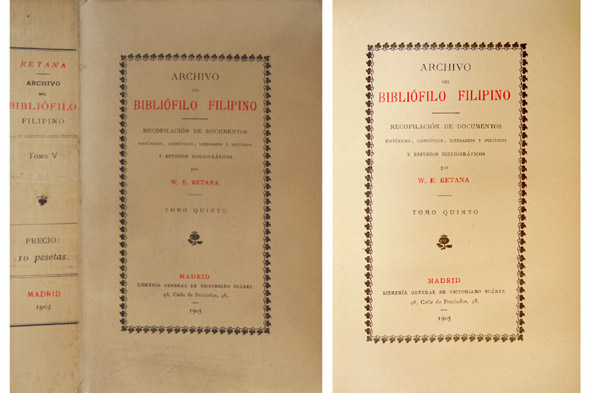 RETANA
ARCHIVO
DEL
BIBLIÓFILO
FILIPINO
Tomo V
PRECIO:
10 pesetas.
MADRID
1905
ARCHIVO
DEL
BIBLIÓFILO FILIPINO
RECOPILACIÓN DE DOCUMENTOS
HISTÓRICOS, CIENTÍFICOS, LITERARIOS Y POLÍTICOS
Y ESTUDIOS BIBLIOGRÁFICOS
por
W. E. RETANA
TOMO QUINTO
MADRID
LIBRERÍA GENERAL DE VICTORIANO SUÁREZ
48, Calle de Preciados, 48.
1905
ARCHIVO
DEL
BIBLIÓFILO FILIPINO
RECOPILACIÓN DE DOCUMENTOS
HISTÓRICOS, CIENTÍFICOS, LITERARIOS Y POLÍTICOS
Y ESTUDIOS BIBLIOGRÁFICOS
por
W. E. RETANA
TOMO QUINTO
MADRID
LIBRERÍA GENERAL DE VICTORIANO SUÁREZ
48, Calle de Preciados, 48.
1905